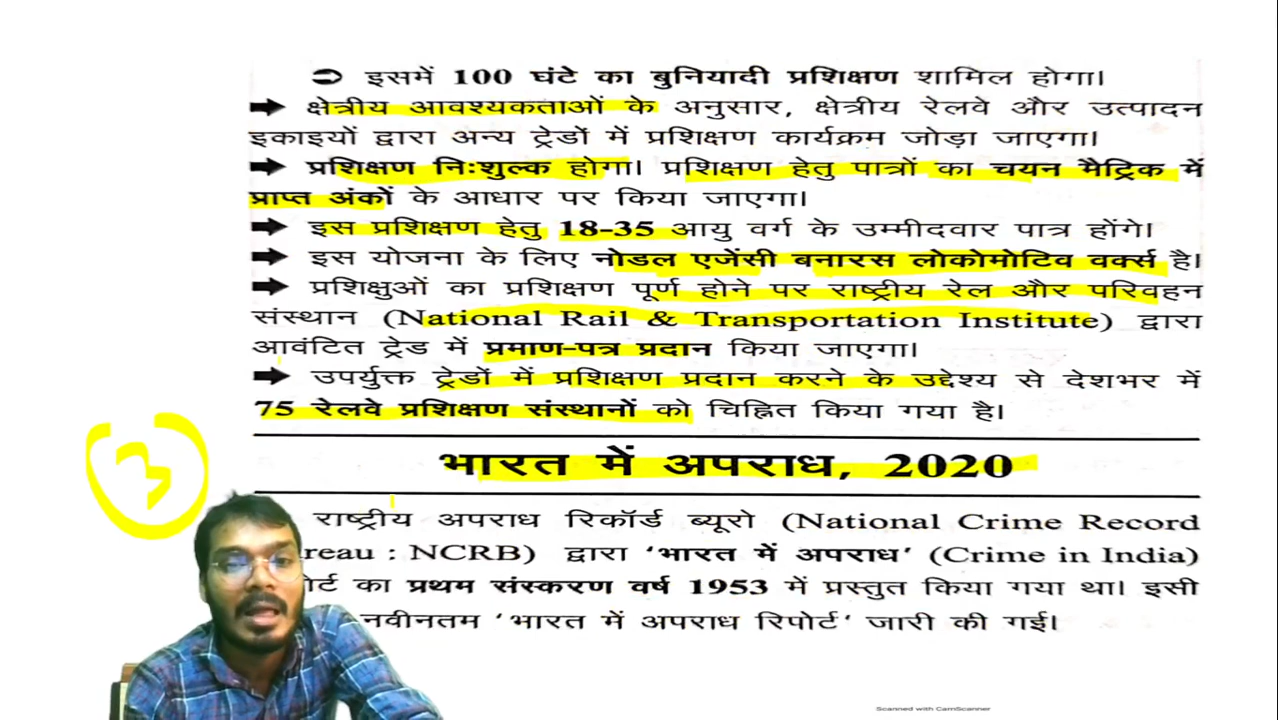 ➲ इसमें 100 घंटे का बुनियादी प्रशिक्षण शामिल होगा।
➡ क्षेत्रीय आवश्यकताओं के अनुसार, क्षेत्रीय रेलवे और उत्पादन
इकाइयों द्वारा अन्य ट्रेडों में प्रशिक्षण कार्यक्रम जोड़ा जाएगा।
➡ प्रशिक्षण निःशुल्क होगा। प्रशिक्षण हेतु पात्रों का चयन मैट्रिक में
प्राप्त अंकों के आधार पर किया जाएगा।
➡ इस प्रशिक्षण हेतु 18-35 आयु वर्ग के उम्मीदवार पात्र होंगे।
➡ इस योजना के लिए नोडल एजेंसी बनारस लोकोमोटिव वर्क्स है।
➡ प्रशिक्षुओं का प्रशिक्षण पूर्ण होने पर राष्ट्रीय रेल और परिवहन
संस्थान (National Rail & Transportation Institute) द्वारा
आवंटित ट्रेड में प्रमाण-पत्र प्रदान किया जाएगा।
➡ उपर्युक्त ट्रेडों में प्रशिक्षण प्रदान करने के उद्देश्य से देशभर में
75 रेलवे प्रशिक्षण संस्थानों को चिह्नित किया गया है।
3
भारत में अपराध, 2020
राष्ट्रीय अपराध रिकॉर्ड ब्यूरो (National Crime Record
reau : NCRB) द्वारा 'भारत में अपराध' (Crime in India)
र्ट का प्रथम संस्करण वर्ष 1953 में प्रस्तुत किया गया था। इसी
नवीनतम 'भारत में अपराध रिपोर्ट' जारी की गई।
Scanned with CamScanner